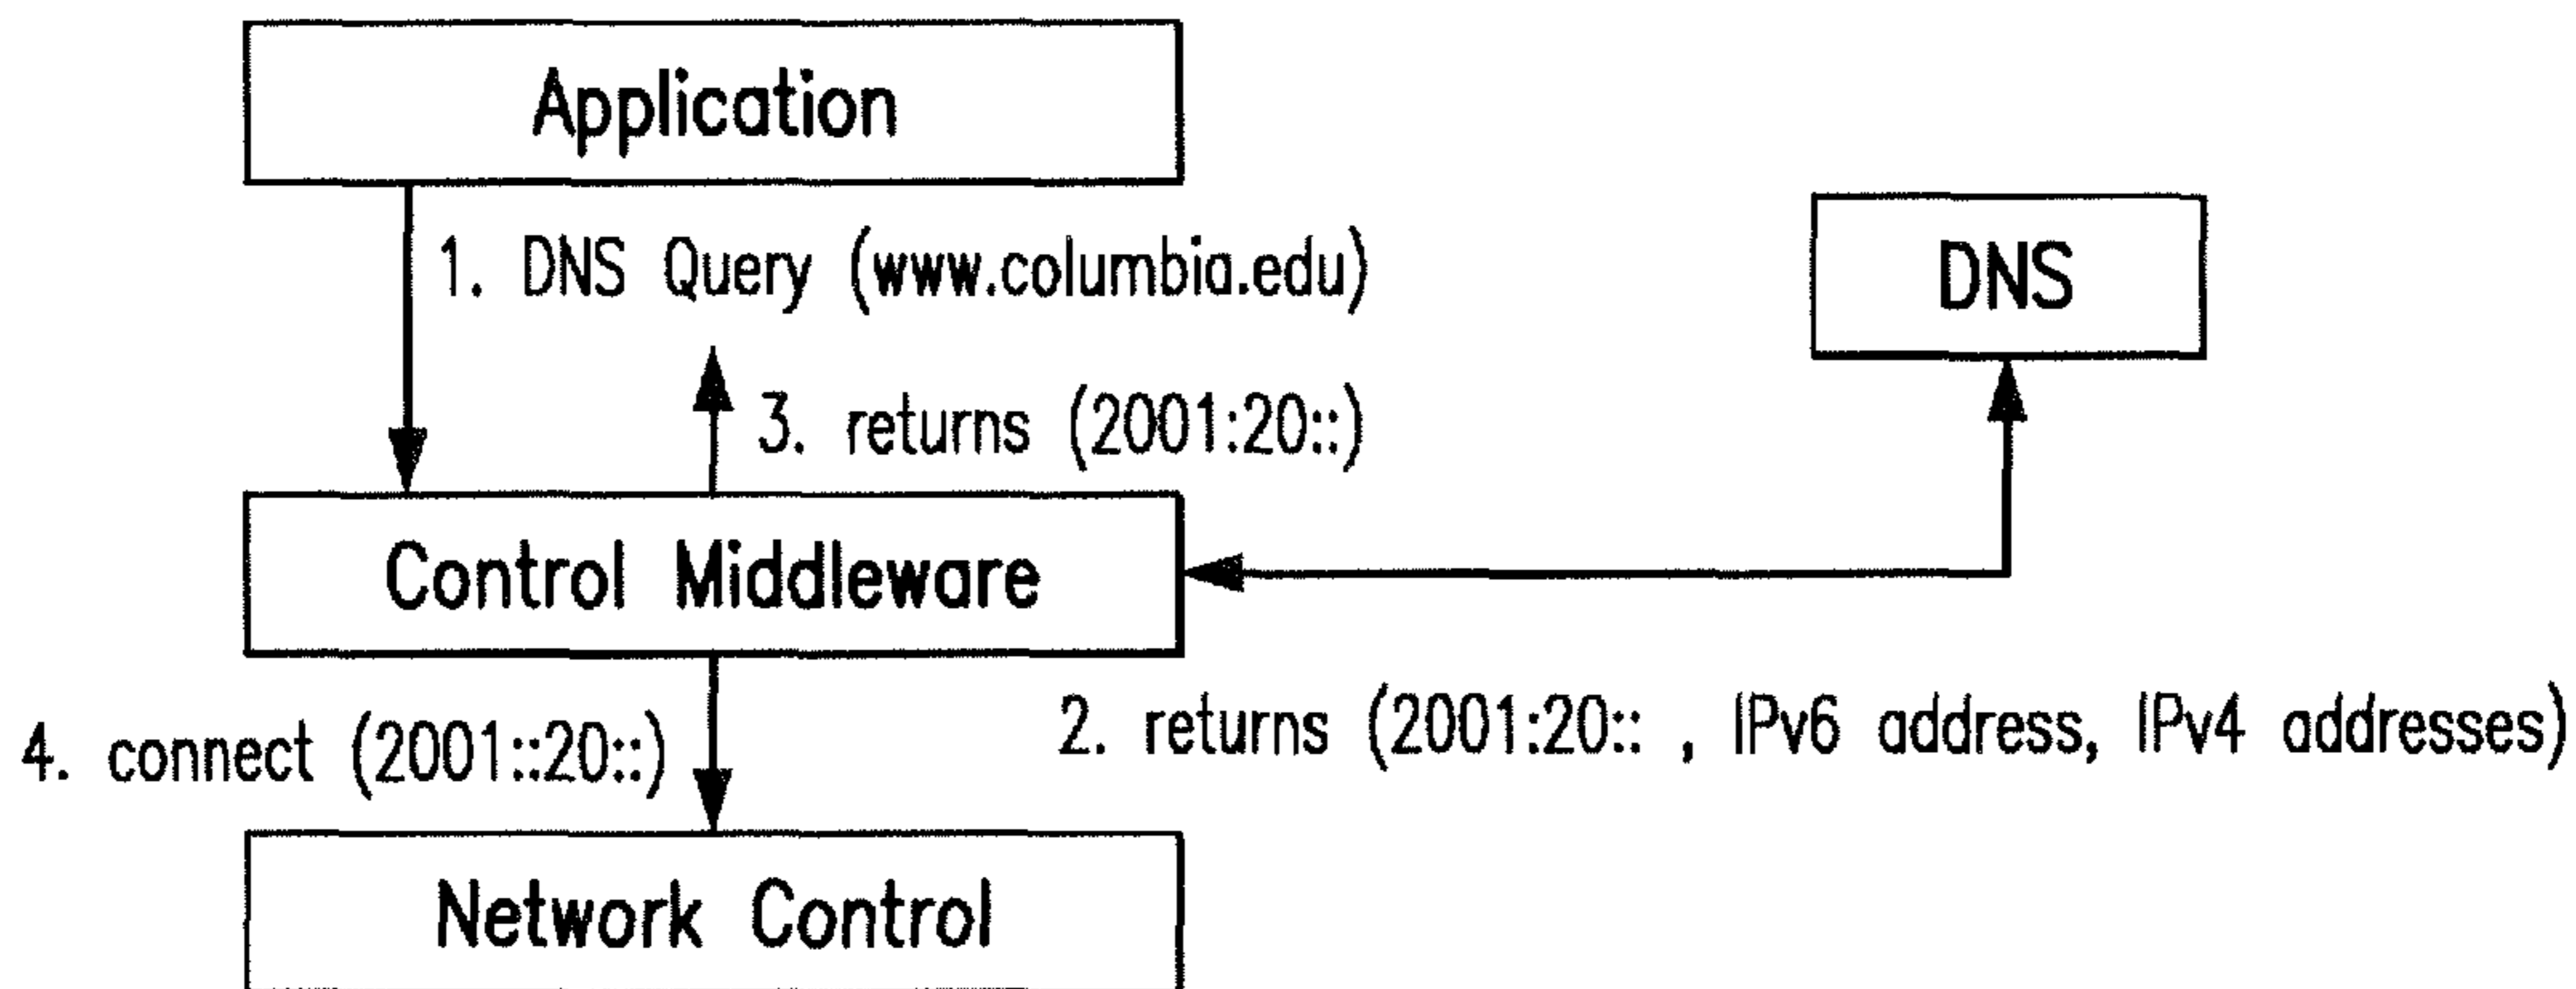 Application
1. DNS Query (www.columbia.edu)
DNS
3. returns (2001:20::)
Control Middleware
2. returns (2001:20:: , IPv6 address, IPv4 addresses)
4. connect (2001::20::)
Network Control